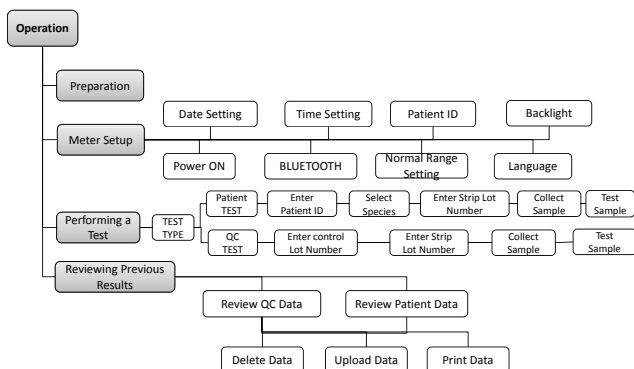 Operation
Preparation
Date Setting
Time Setting
Patient ID
Backlight
Meter Setup
Power ON
BLUETOOTH
Normal Range
Setting
Language
Performing a
Test
TEST
TYPE
Patient
TEST
Enter
Patient ID
Select
Species
Enter Strip Lot
Number
Collect
Sample
Test
Sample
QC
TEST
Enter control
Lot Number
Enter Strip
Lot Number
Collect
Sample
Test
Sample
Reviewing Previous
Results
Review QC Data
Review Patient Data
Delete Data
Upload Data
Print Data